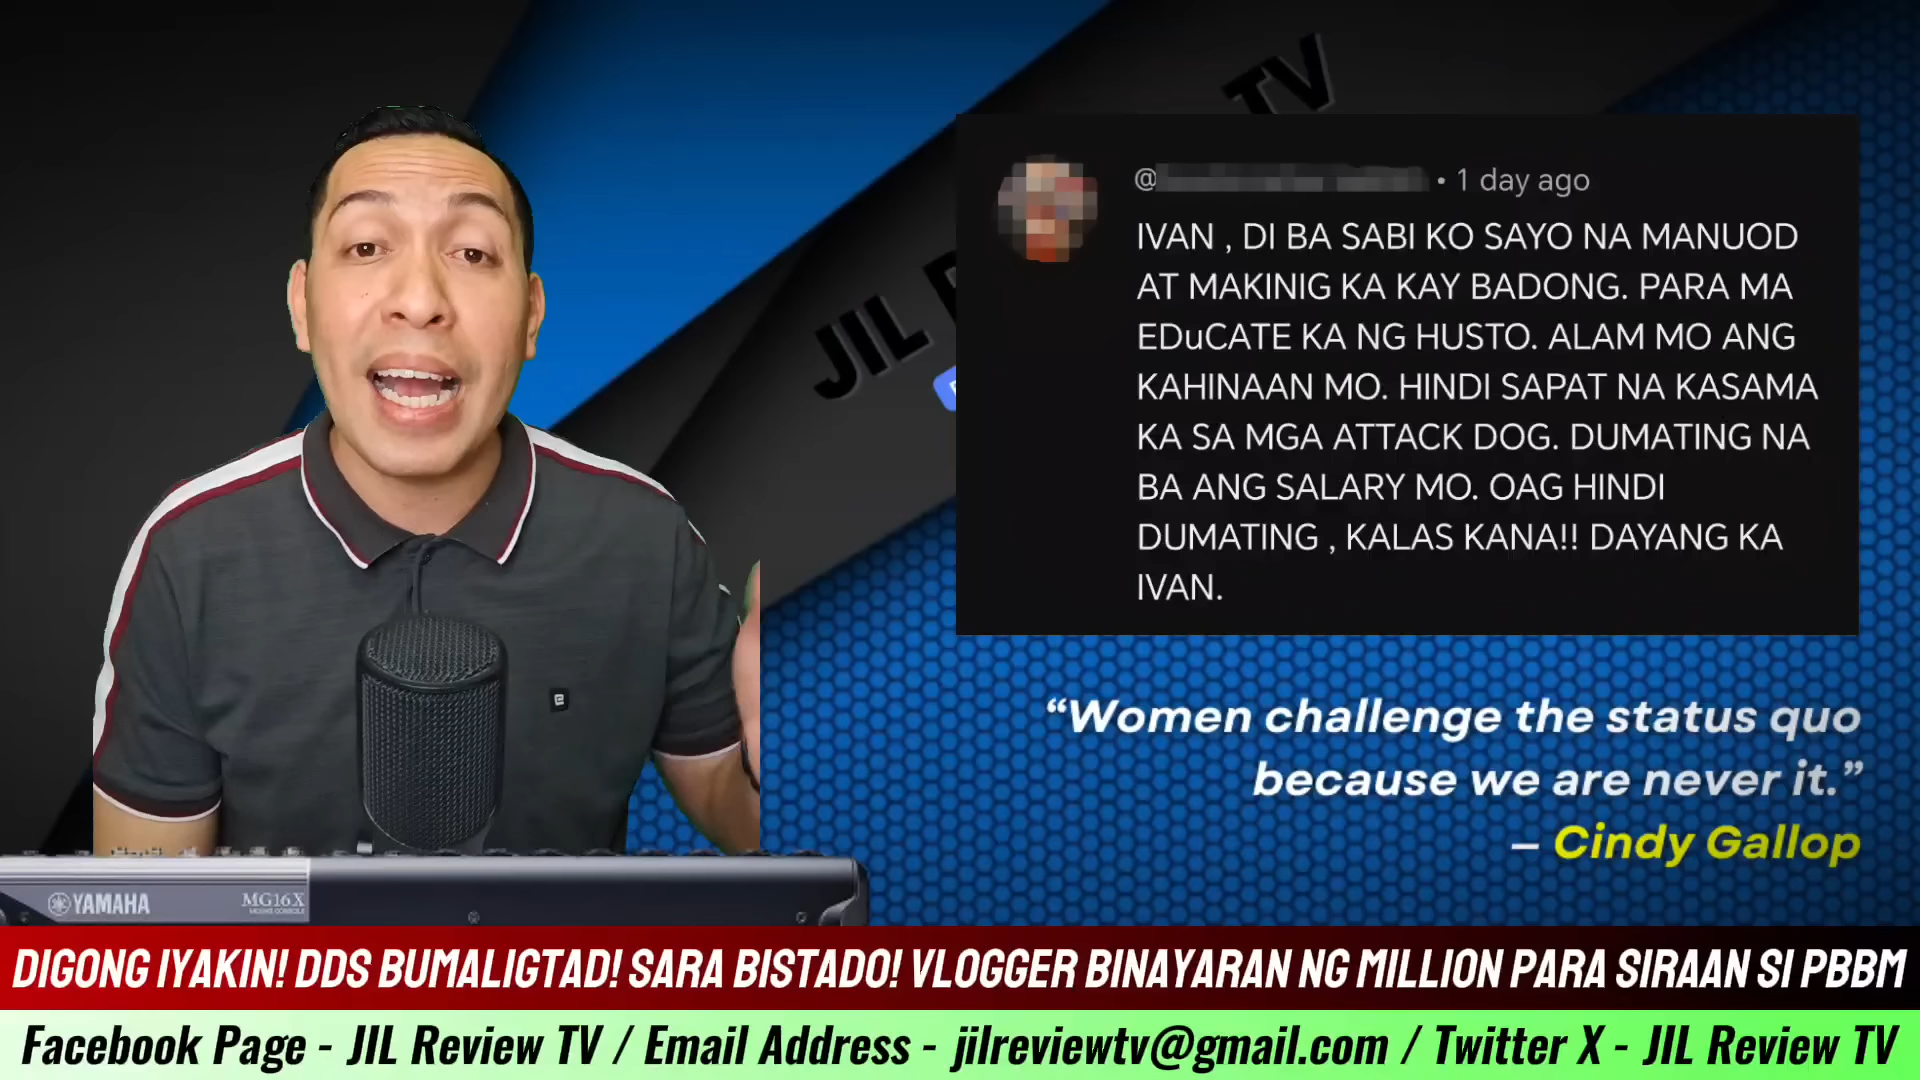 TV
JIL
@ • 1 day ago
IVAN , DI BA SABI KO SAYO NA MANUOD
AT MAKINIG KA KAY BADONG. PARA MA
EDuCATE KA NG HUSTO. ALAM MO ANG
KAHINAAN MO. HINDI SAPAT NA KASAMA
KA SA MGA ATTACK DOG. DUMATING NA
BA ANG SALARY MO. OAG HINDI
DUMATING , KALAS KANA!! DAYANG KA
IVAN.
“Women challenge the status quo
because we are never it.”
– Cindy Gallop
YAMAHA
MG16X
MIXING CONSOLE
DIGONG IYAKIN! DDS BUMALIGTAD! SARA BISTADO! VLOGGER BINAYARAN NG MILLION PARA SIRAAN SI PBBM
Facebook Page - JIL Review TV / Email Address - jilreviewtv@gmail.com / Twitter X - JIL Review TV